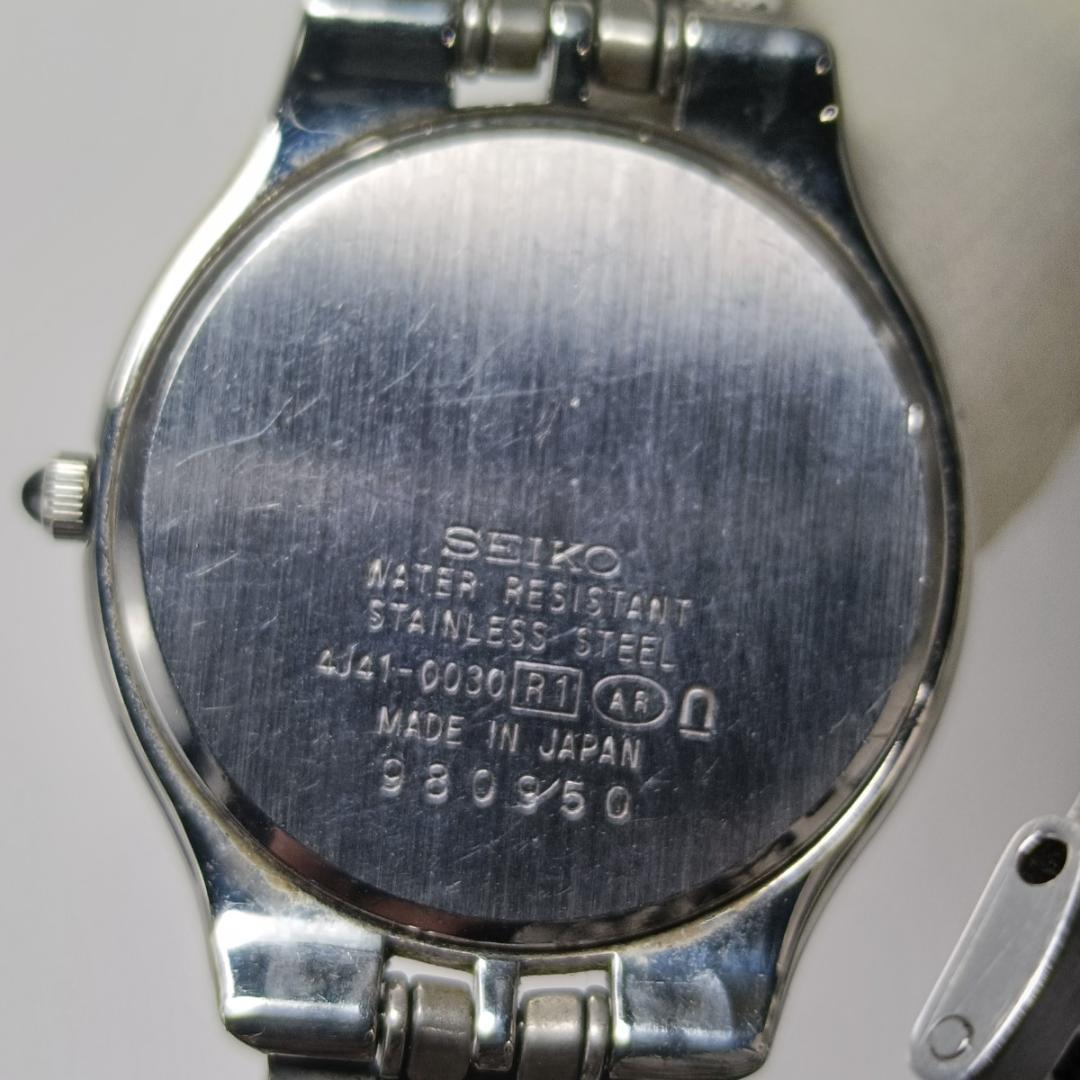 SEIKO
WATER RESISTANT
STAINLESS STEEL
4J41-0030 R1 AR
MADE IN JAPAN
980950